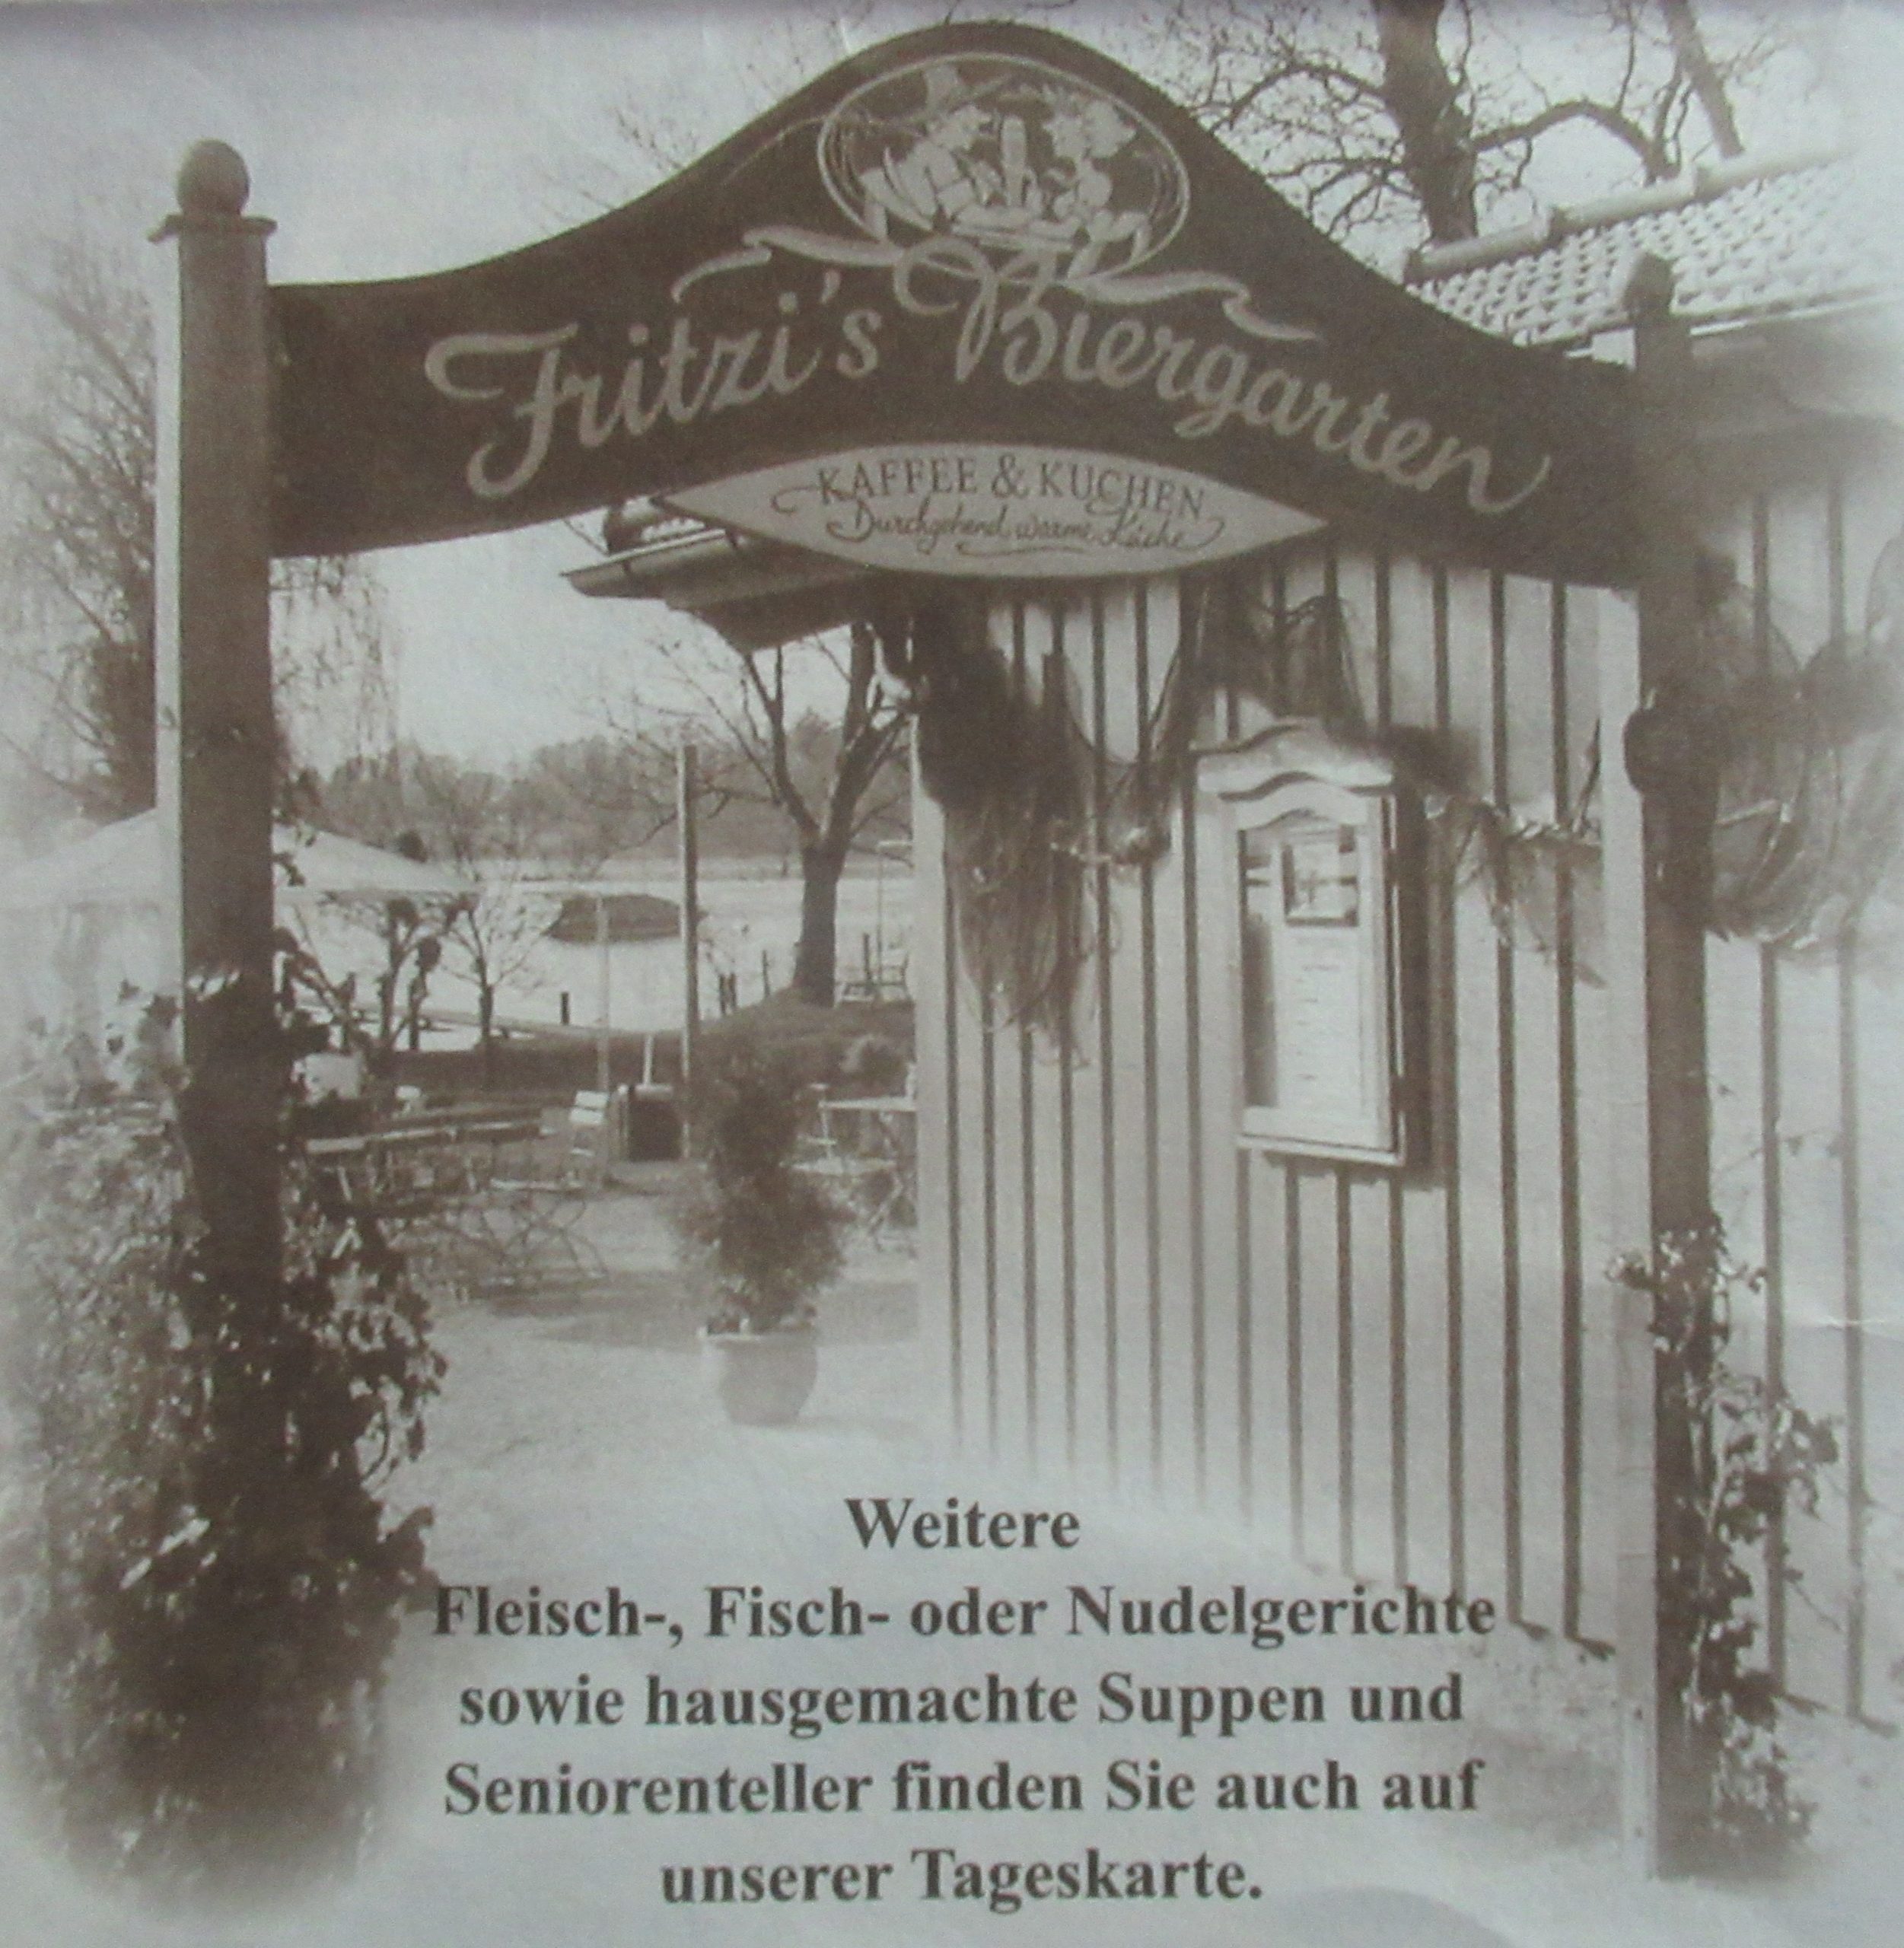 Fritzi's Biergarten
KAFFEE & KUCHEN
Durchgehend warme Küche
Weitere
Fleisch-, Fisch- oder Nudelgerichte
sowie hausgemachte Suppen und
Seniorenteller finden Sie auch auf
unserer Tageskarte.